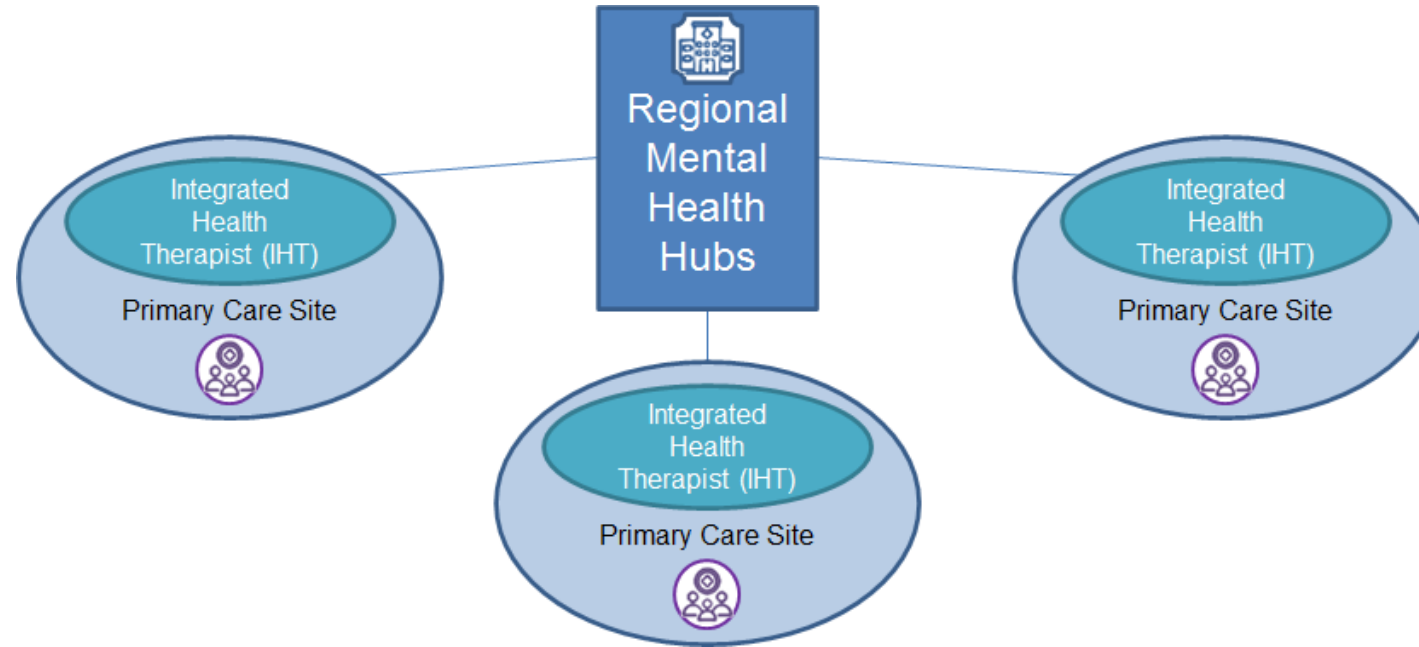 Regional
Mental
Health
Hubs
Integrated
Health
Therapist (IHT)
Primary Care Site
Integrated
Health
Therapist (IHT)
Primary Care Site
Integrated
Health
Therapist (IHT)
Primary Care Site